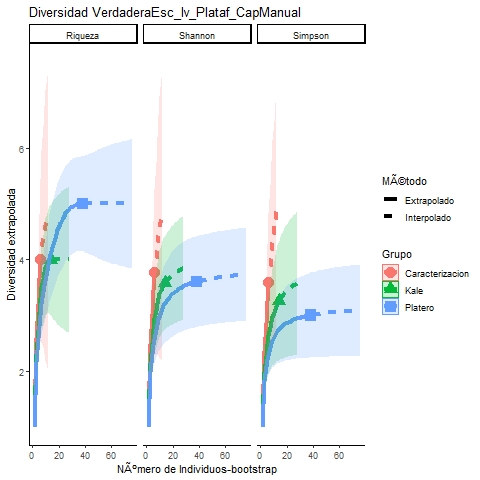 Diversidad VerdaderaEsc_Iv_Plataf_CapManual
Riqueza
Shannon
Simpson
Diversidad extrapolada
6
4
2
0 20 40 60
0 20 40 60
0 20 40 60
NÃºmero de Individuos-bootstrap
MÃ©todo
Extrapolado
Interpolado
Grupo
Caracterizacion
Kale
Platero